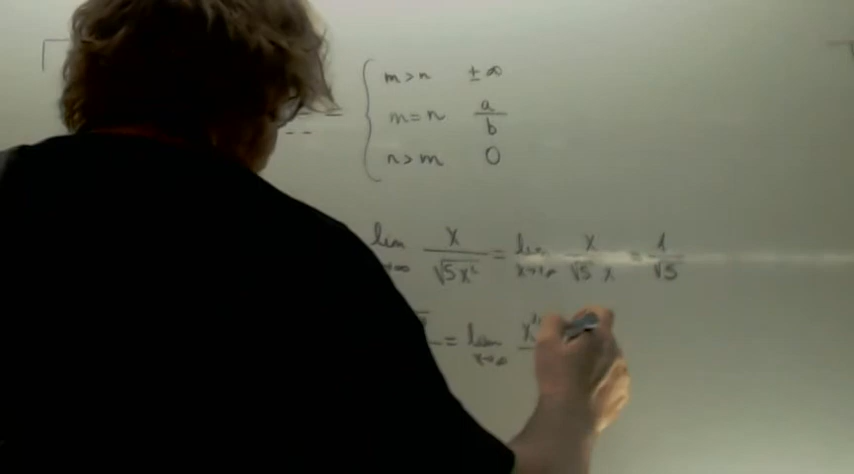 m>n ±∞
m=n a/b
n>m 0
lim x/√5x² = lim x→∞ x/√5 x = 1/√5
= lim x→∞ x